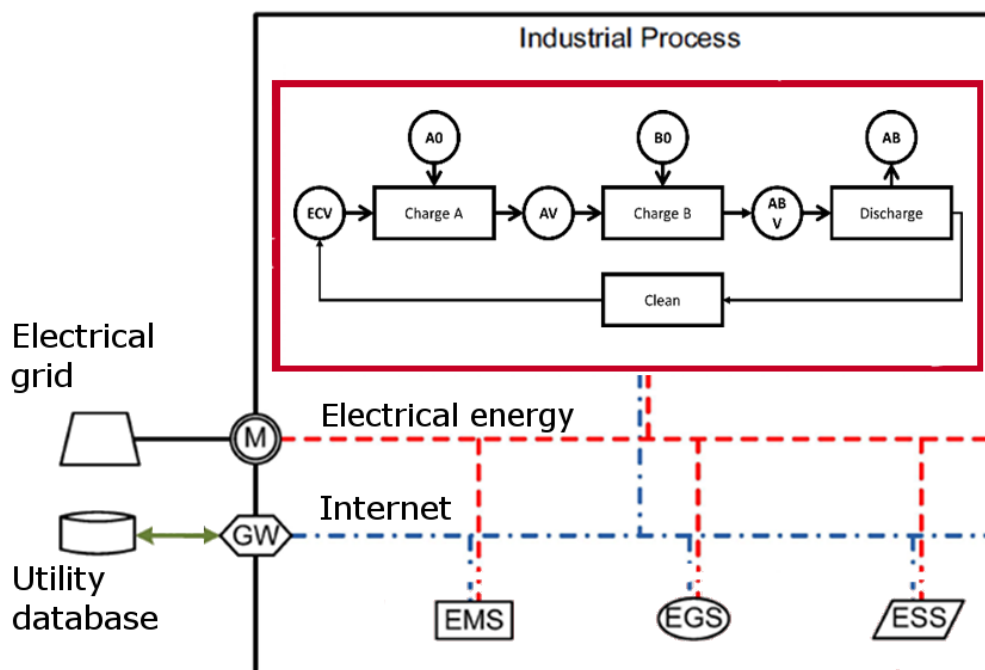 Industrial Process
A0
B0
AB
ECV
Charge A
AV
Charge B
AB
V
Discharge
Clean
Electrical
grid
Electrical energy
M
Internet
GW
Utility
database
EMS
EGS
ESS